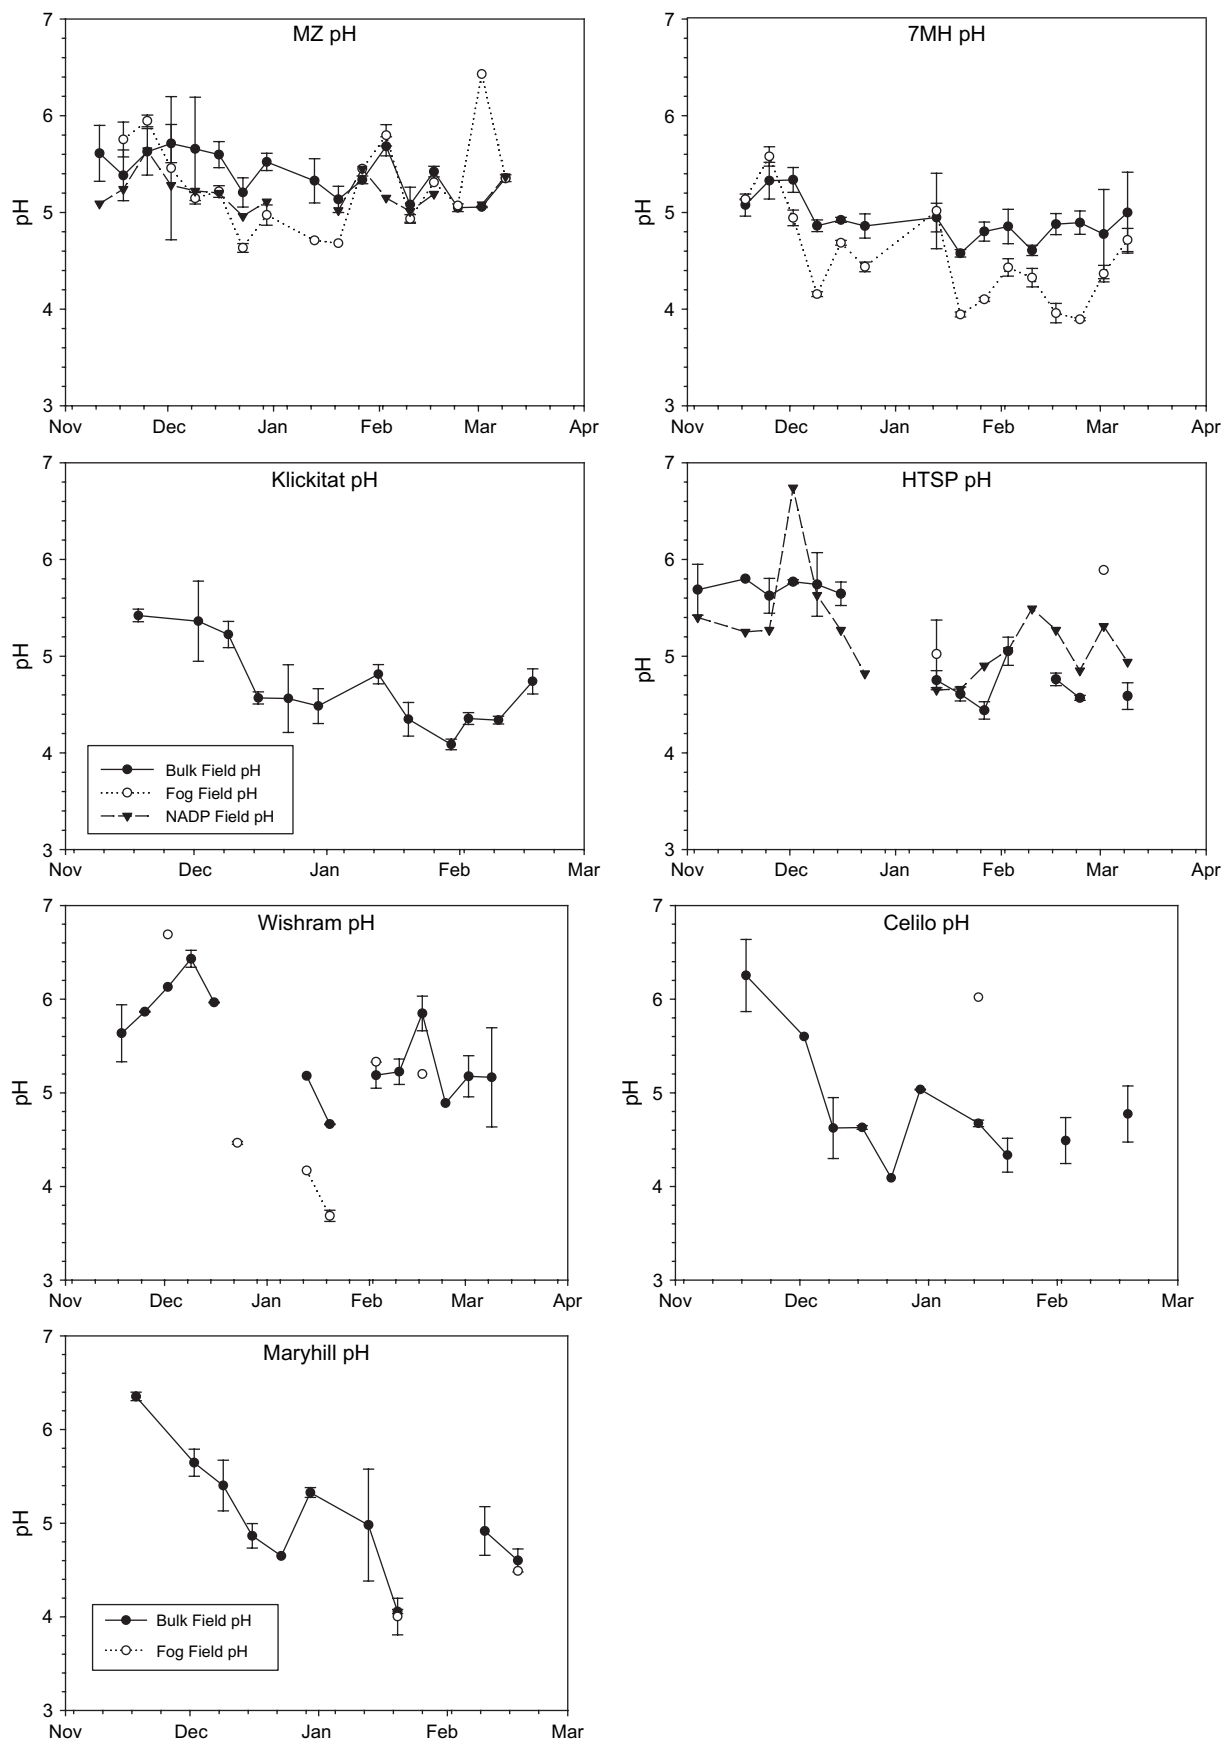 MZ pH
7
6
5
4
3
pH
Nov Dec Jan Feb Mar Apr
7MH pH
7
6
5
4
3
pH
Nov Dec Jan Feb Mar Apr
Klickitat pH
7
6
5
4
3
pH
Bulk Field pH
Fog Field pH
NADP Field pH
Nov Dec Jan Feb Mar
HTSP pH
7
6
5
4
3
pH
Nov Dec Jan Feb Mar Apr
Wishram pH
7
6
5
4
3
pH
Nov Dec Jan Feb Mar Apr
Celilo pH
7
6
5
4
3
pH
Nov Dec Jan Feb Mar
Maryhill pH
7
6
5
4
3
pH
Bulk Field pH
Fog Field pH
Nov Dec Jan Feb Mar